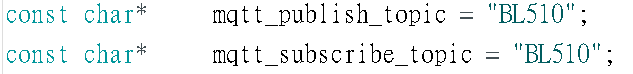 const char*    mqtt_publish_topic = "BL510";
const char*    mqtt_subscribe_topic = "BL510";